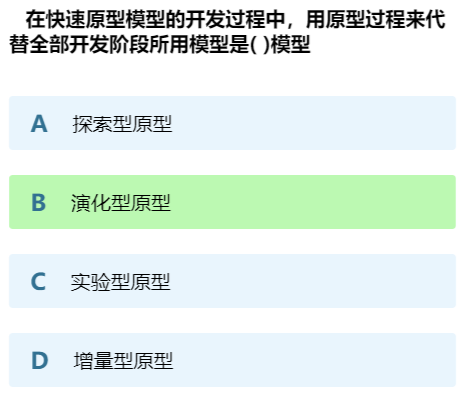 在快速原型模型的开发过程中，用原型过程来代
替全部开发阶段所用模型是( )模型
A 探索型原型
B 演化型原型
C 实验型原型
D 增量型原型